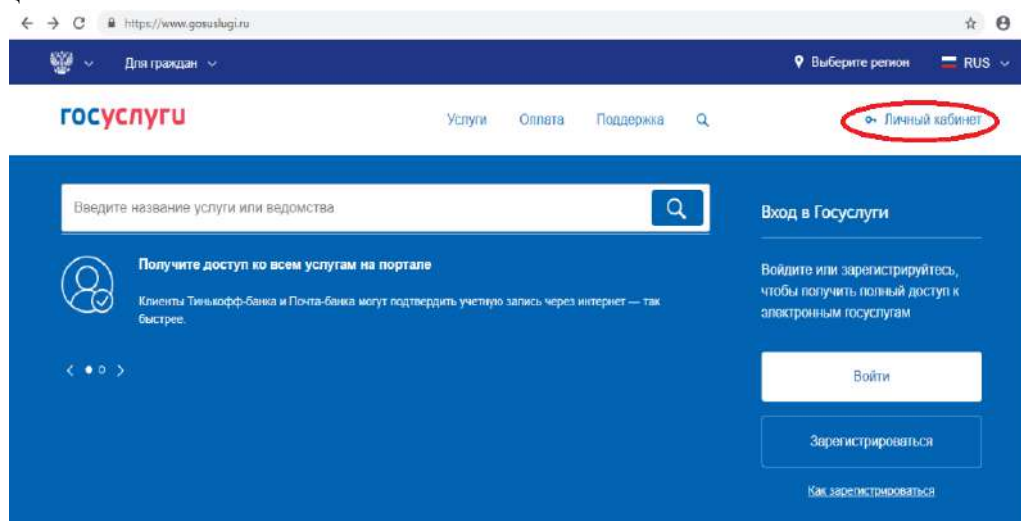 https://www.gosuslugi.ru
Для граждан
Выберите регион
RUS
госуслуги
Услуги
Оплата
Поддержка
Личный кабинет
Введите название услуги или ведомства
Получите доступ ко всем услугам на портале
Клиенты Тинькофф-банка и Почта-банка могут подтвердить учетную запись через интернет — так
быстрее.
Вход в Госуслуги
Войдите или зарегистрируйтесь,
чтобы получить полный доступ к
электронным госуслугам
Войти
Зарегистрироваться
Как зарегистрироваться